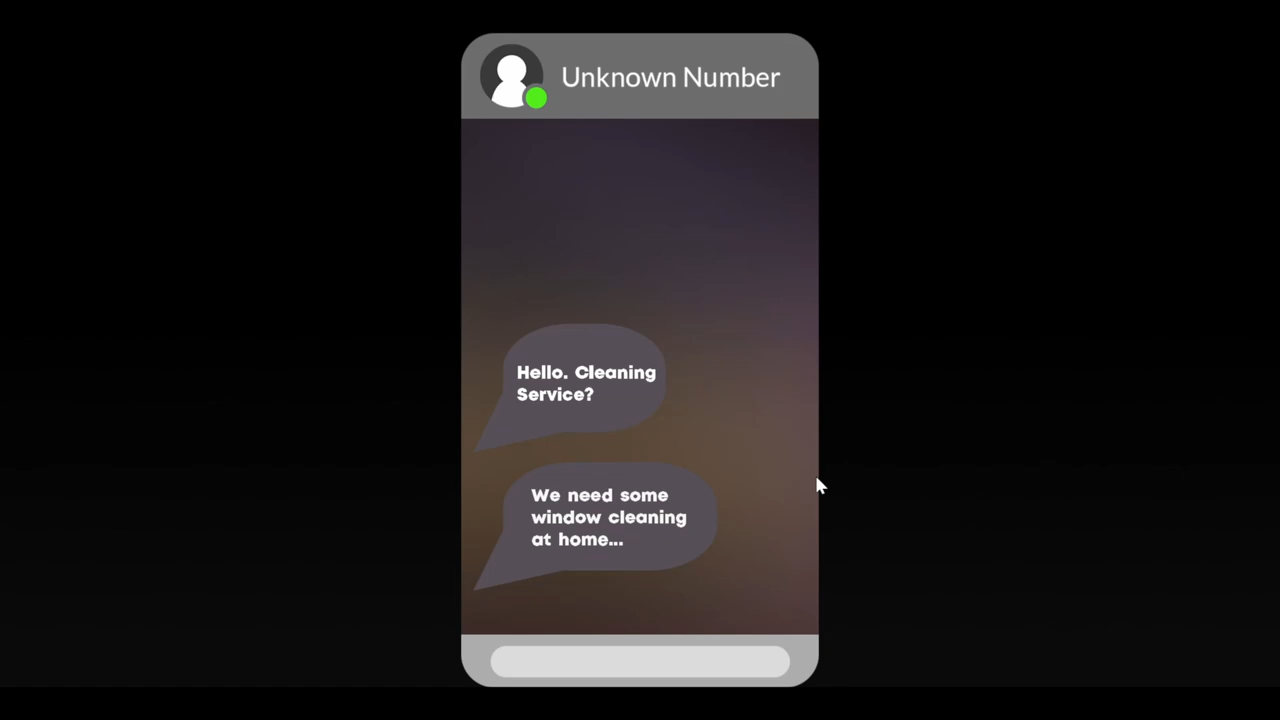 Unknown Number
Hello. Cleaning
Service?
We need some
window cleaning
at home...